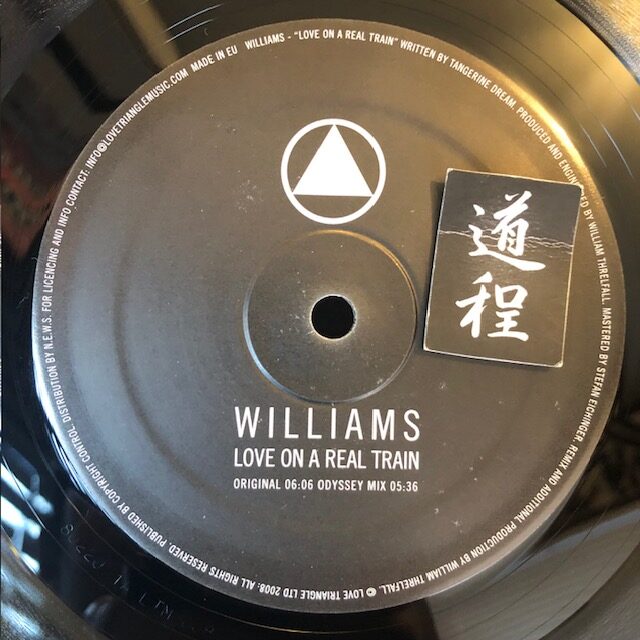 INFO CONTACT: INFO@LOVETRIANGLEMUSIC.COM MADE IN EU WILLIAMS - "LOVE ON A REAL TRAIN" WRITTEN BY TANGERINE DREAM. PRODUCED AND ENGINEERED BY WILLIAM THRELFALL. MASTERED BY STEFAN EICHINGER. REMIX AND ADDITIONAL PRODUCTION BY WILLIAM THRELFALL.
© LOVE TRIANGLE LTD 2008. ALL RIGHTS RESERVED. PUBLISHED BY COPYRIGHT CONTROL. DISTRIBUTION BY N.E.W.S. FOR LICENCING AND
道程
WILLIAMS
LOVE ON A REAL TRAIN
ORIGINAL 06:06 ODYSSEY MIX 05:36